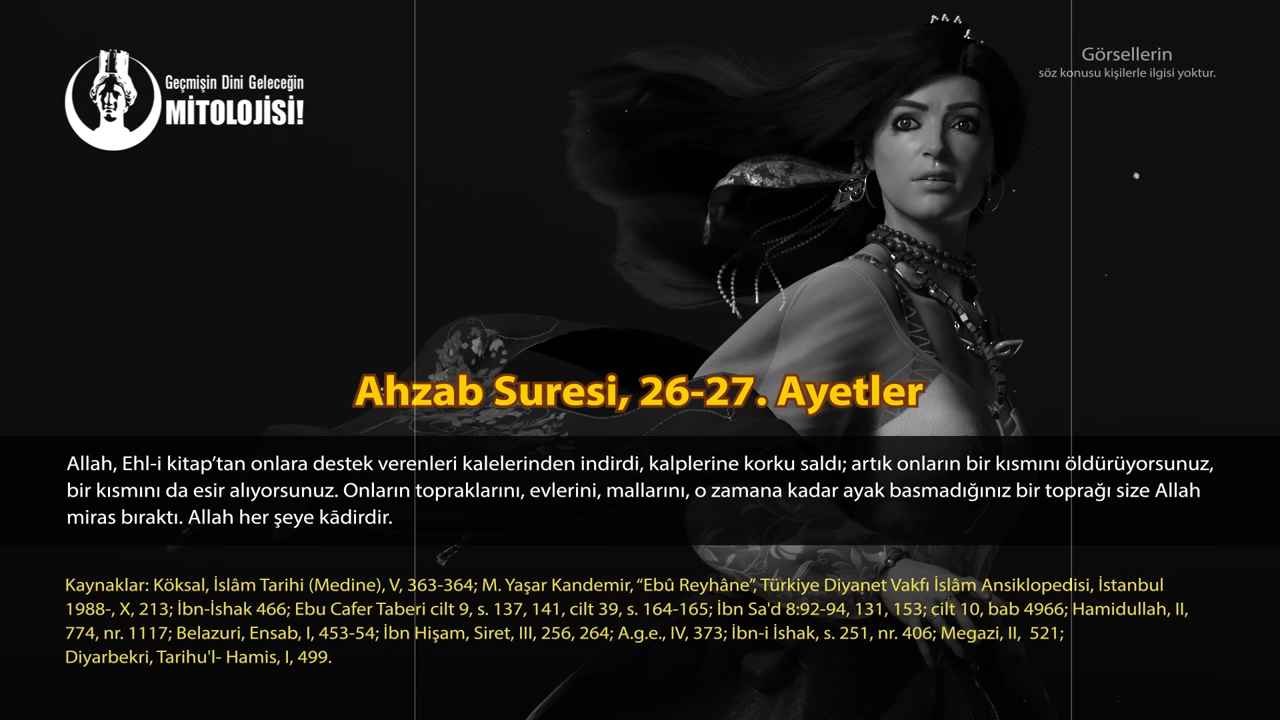 Geçmişin Dini Geleceğin
MİTOLOJİSİ!
Görsellerin
söz konusu kişilerle ilgisi yoktur.
Ahzab Suresi, 26-27. Ayetler
Allah, Ehl-i kitap’tan onlara destek verenleri kalelerinden indirdi, kalplerine korku saldı; artık onların bir kısmını öldürüyorsunuz,
bir kısmını da esir alıyorsunuz. Onların topraklarını, evlerini, mallarını, o zamana kadar ayak basmadığınız bir toprağı size Allah
miras bıraktı. Allah her şeye kādirdir.
Kaynaklar: Köksal, İslâm Tarihi (Medine), V, 363-364; M. Yaşar Kandemir, “Ebû Reyhâne”, Türkiye Diyanet Vakfı İslâm Ansiklopedisi, İstanbul
1988-, X, 213; İbn-İshak 466; Ebu Cafer Taberi cilt 9, s. 137, 141, cilt 39, s. 164-165; İbn Sa'd 8:92-94, 131, 153; cilt 10, bab 4966; Hamidullah, II,
774, nr. 1117; Belazuri, Ensab, I, 453-54; İbn Hişam, Siret, III, 256, 264; A.g.e., IV, 373; İbn-i İshak, s. 251, nr. 406; Megazi, II, 521;
Diyarbekri, Tarihu'l- Hamis, I, 499.